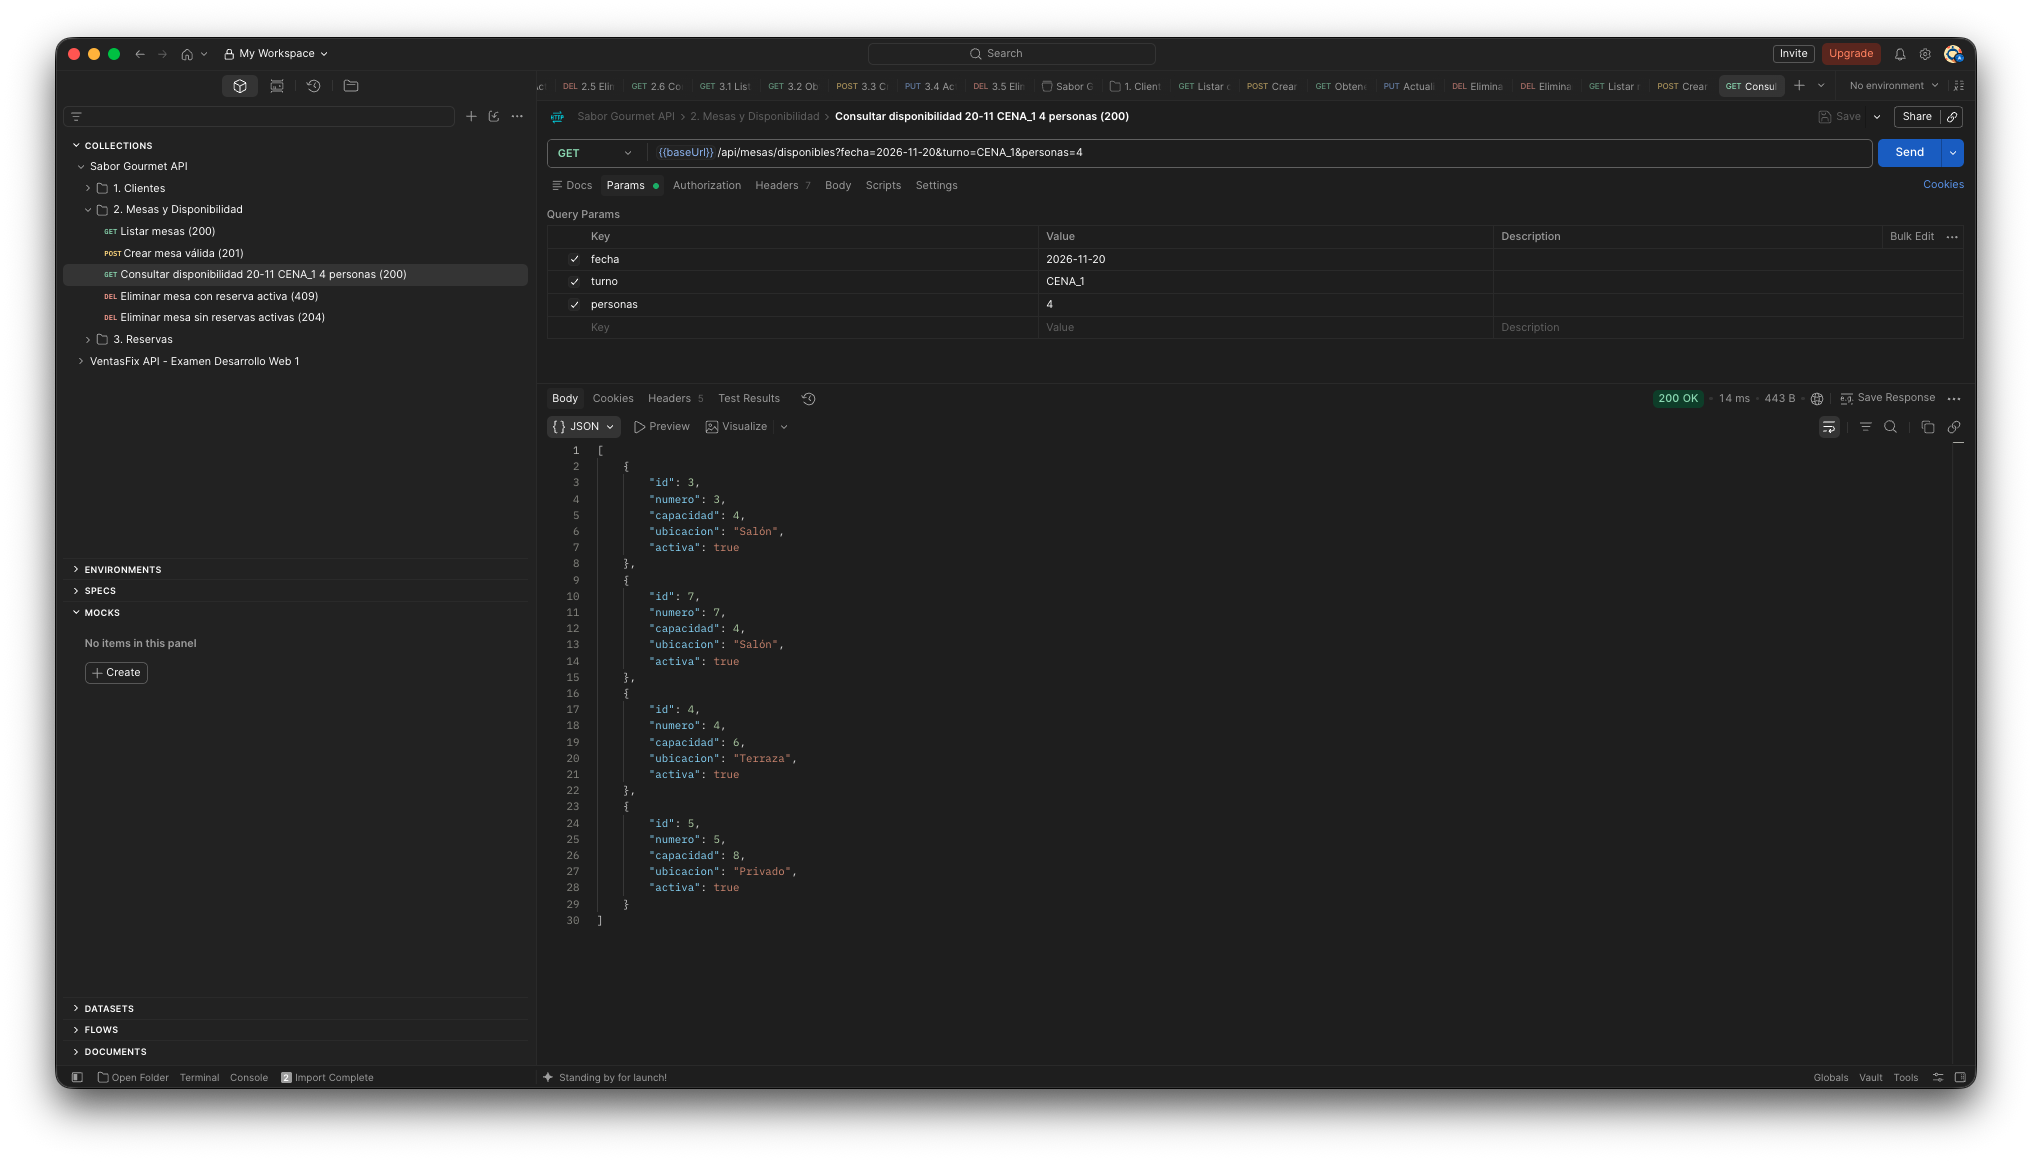 My Workspace
Search
Invite
Upgrade
DEL 2.5 Elin
GET 2.6 Co
GET 3.1 List
GET 3.2 Ob
POST 3.3 C
PUT 3.4 Ac
DEL 3.5 Elin
Sabor G
1. Client
GET Listar
POST Crear
GET Obten
PUT Actuali
DEL Elimina
DEL Elimina
GET Listar
POST Crear
GET Consul
No environment
Sabor Gourmet API > 2. Mesas y Disponibilidad > Consultar disponibilidad 20-11 CENA_1 4 personas (200)
Save
Share
COLLECTIONS
Sabor Gourmet API
1. Clientes
2. Mesas y Disponibilidad
GET Listar mesas (200)
POST Crear mesa válida (201)
GET Consultar disponibilidad 20-11 CENA_1 4 personas (200)
DEL Eliminar mesa con reserva activa (409)
DEL Eliminar mesa sin reservas activas (204)
3. Reservas
VentasFix API - Examen Desarrollo Web 1
ENVIRONMENTS
SPECS
MOCKS
No items in this panel
Create
DATASETS
FLOWS
DOCUMENTS
GET
{{baseUrl}} /api/mesas/disponibles?fecha=2026-11-20&turno=CENA_1&personas=4
Send
Docs Params Authorization Headers 7 Body Scripts Settings
Cookies
Query Params
Key Value Description Bulk Edit
fecha 2026-11-20
turno CENA_1
personas 4
Key Value Description
Body Cookies Headers 5 Test Results
200 OK 14 ms 443 B Save Response
{} JSON Preview Visualize
1 [
2 {
3 "id": 3,
4 "numero": 3,
5 "capacidad": 4,
6 "ubicacion": "Salón",
7 "activa": true
8 },
9 {
10 "id": 7,
11 "numero": 7,
12 "capacidad": 4,
13 "ubicacion": "Salón",
14 "activa": true
15 },
16 {
17 "id": 4,
18 "numero": 4,
19 "capacidad": 6,
20 "ubicacion": "Terraza",
21 "activa": true
22 },
23 {
24 "id": 5,
25 "numero": 5,
26 "capacidad": 8,
27 "ubicacion": "Privado",
28 "activa": true
29 }
30 ]
Open Folder Terminal Console 2 Import Complete
Standing by for launch!
Globals Vault Tools